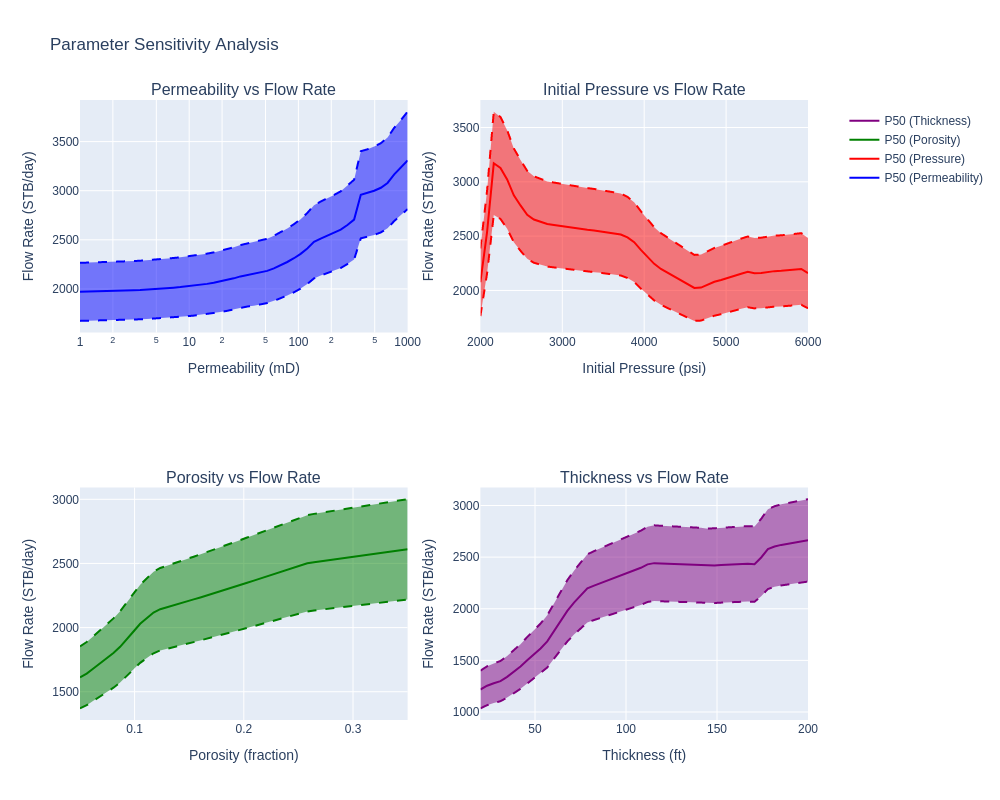 Parameter Sensitivity Analysis
Permeability vs Flow Rate
Initial Pressure vs Flow Rate
P50 (Thickness)
P50 (Porosity)
P50 (Pressure)
P50 (Permeability)
Flow Rate (STB/day)
3500
3000
2500
2000
1 2 5 10 2 5 100 2 5 1000
Permeability (mD)
Flow Rate (STB/day)
3500
3000
2500
2000
2000 3000 4000 5000 6000
Initial Pressure (psi)
Porosity vs Flow Rate
Thickness vs Flow Rate
Flow Rate (STB/day)
3000
2500
2000
1500
0.1 0.2 0.3
Porosity (fraction)
Flow Rate (STB/day)
3000
2500
2000
1500
1000
50 100 150 200
Thickness (ft)